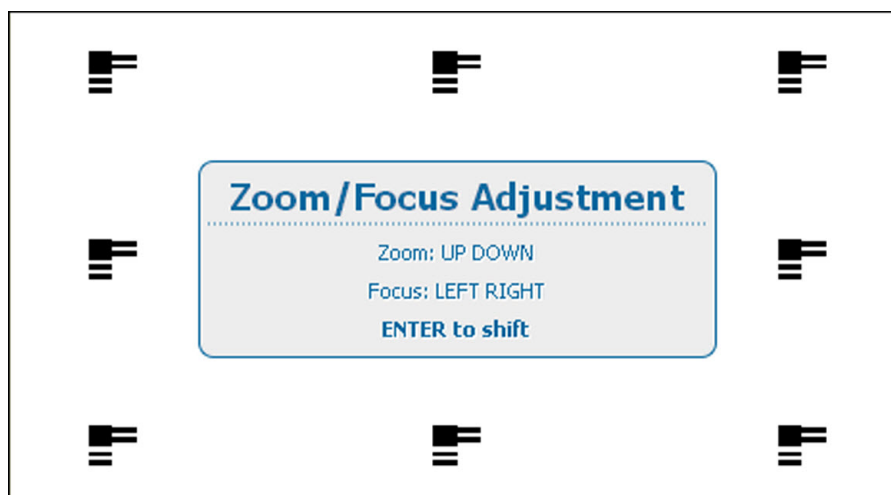 Zoom/Focus Adjustment
Zoom: UP DOWN
Focus: LEFT RIGHT
ENTER to shift